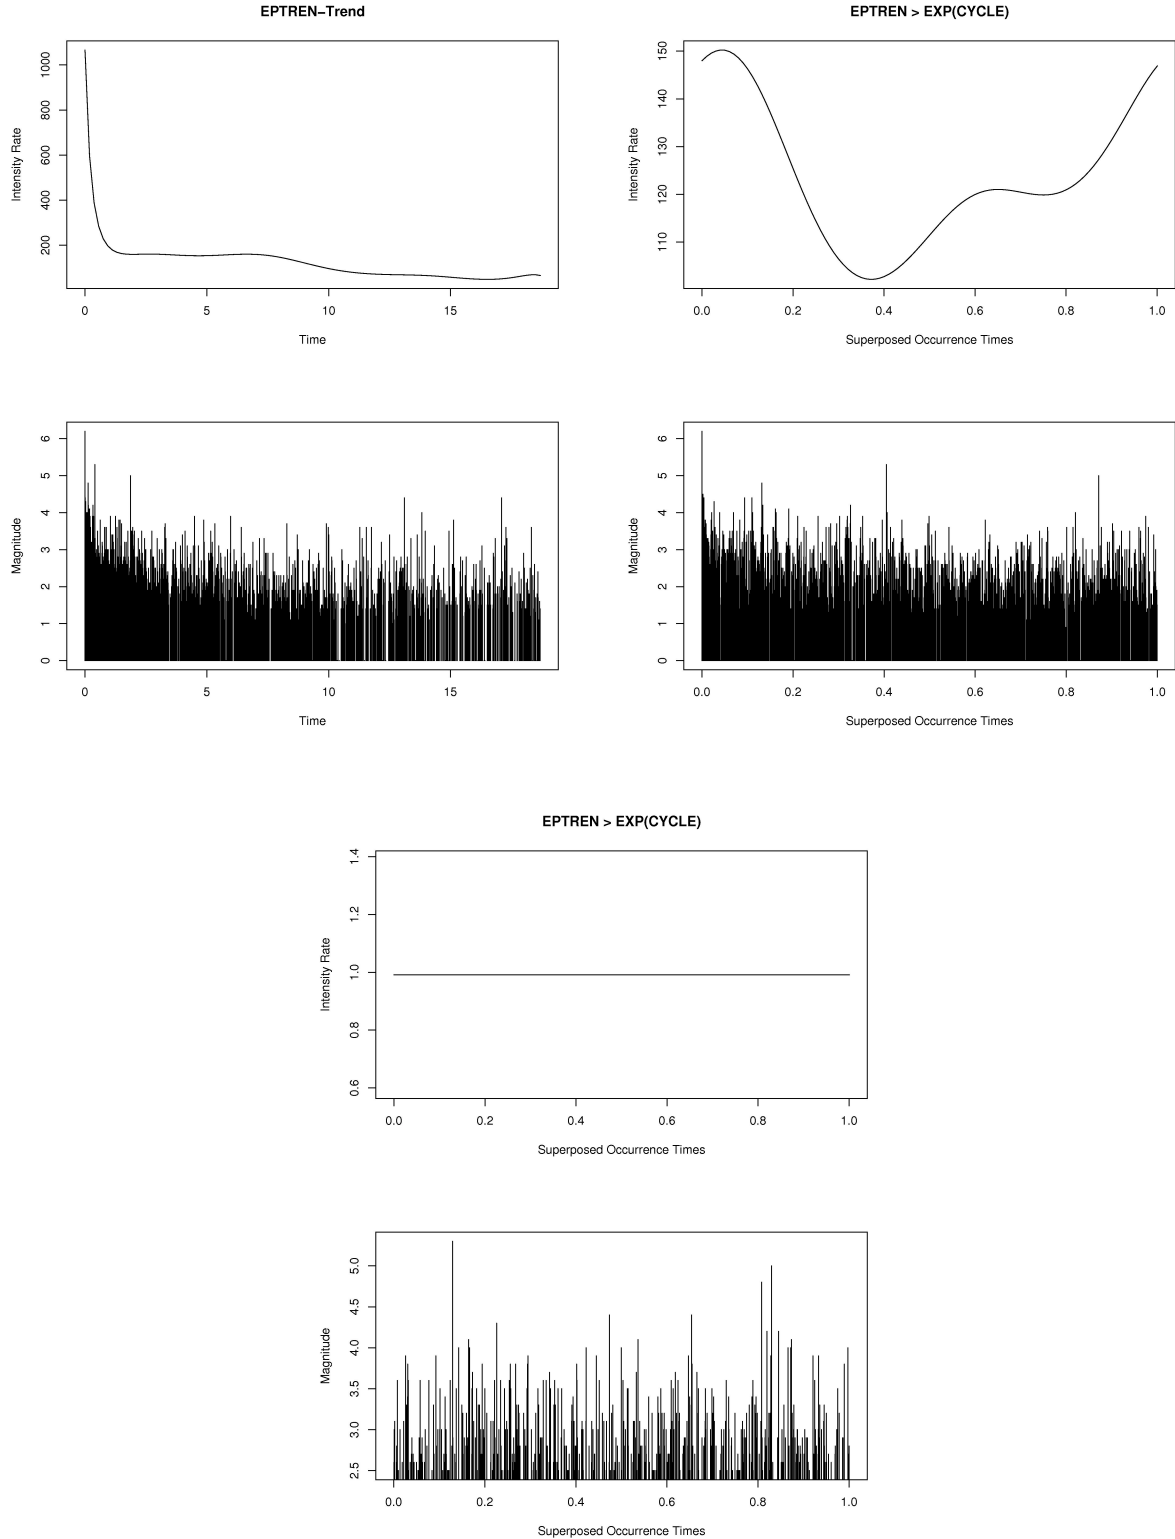 EPTREN−Trend
Intensity Rate
200 400 600 800 1000
0 5 10 15
Time
EPTREN > EXP(CYCLE)
Intensity Rate
110 120 130 140 150
0.0 0.2 0.4 0.6 0.8 1.0
Superposed Occurrence Times
Magnitude
0 1 2 3 4 5 6
0 5 10 15
Time
Magnitude
0 1 2 3 4 5 6
0.0 0.2 0.4 0.6 0.8 1.0
Superposed Occurrence Times
EPTREN > EXP(CYCLE)
Intensity Rate
0.6 0.8 1.0 1.2 1.4
0.0 0.2 0.4 0.6 0.8 1.0
Superposed Occurrence Times
Magnitude
2.5 3.0 3.5 4.0 4.5 5.0
0.0 0.2 0.4 0.6 0.8 1.0
Superposed Occurrence Times